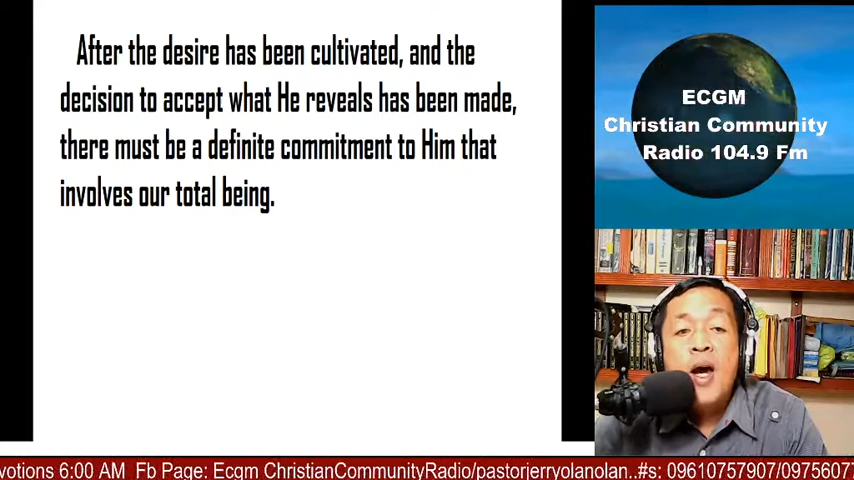 After the desire has been cultivated, and the
decision to accept what He reveals has been made,
there must be a definite commitment to Him that
involves our total being.
ECGM
Christian Community
Radio 104.9 Fm
votions 6:00 AM Fb Page: Ecgm ChristianCommunityRadio/pastorjerryolanolan..#s: 09610757907/0975607